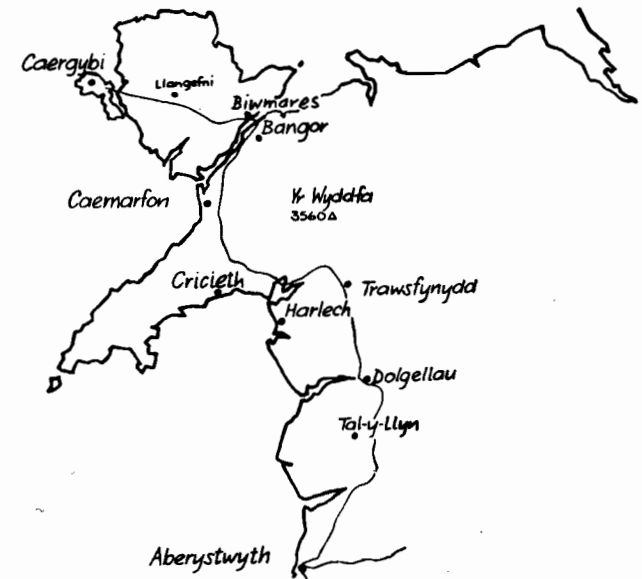 Caergybi
Llangefni
Biwmares
Bangor
Caernarfon
Yr Wyddfa
3560
Cricieth
Trawsfynydd
Harlech
Dolgellau
Tal-y-Llyn
Aberystwyth